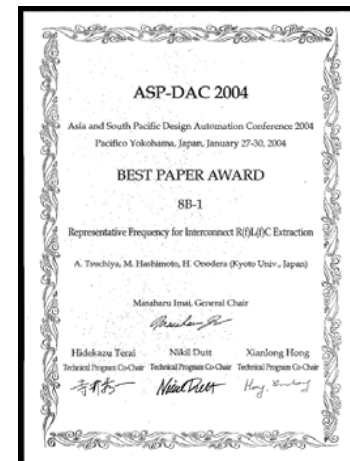 ASP-DAC 2004
Asia and South Pacific Design Automation Conference 2004
Pacifico Yokohama, Japan, January 27-30, 2004
BEST PAPER AWARD
8B-1
Representative Frequency for Interconnect R(f)L(f)C Extraction
A. Tsuchiya, M. Hashimoto, H. Onodera (Kyoto Univ., Japan)
Masaharu Imai, General Chair
Hidekazu Terai Nikil Dutt Xianlong Hong
Technical Program Co-Chair Technical Program Co-Chair Technical Program Co-Chair
Nikil Dutt